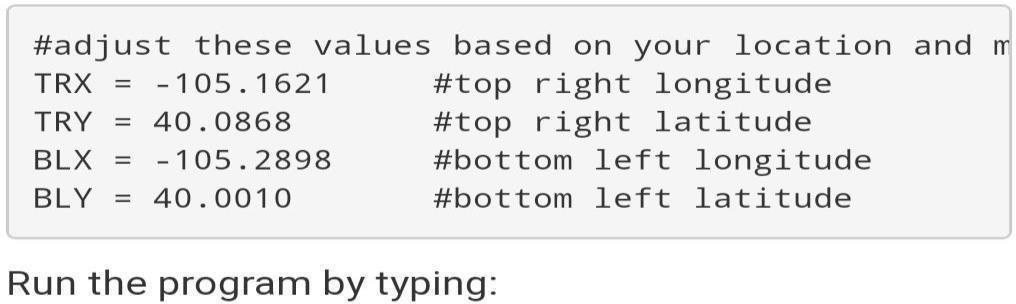 #adjust these values based on your location and
TRX = -105.1621     #top right longitude
TRY = 40.0868       #top right latitude
BLX = -105.2898     #bottom left longitude
BLY = 40.0010       #bottom left latitude
Run the program by typing: